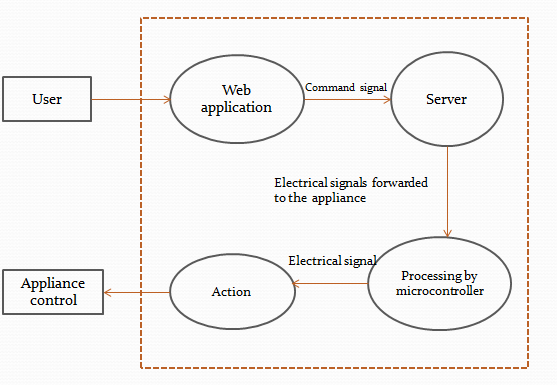 User
Web
application
Command signal
Server
Electrical signals forwarded
to the appliance
Electrical signal
Processing by
microcontroller
Action
Appliance
control